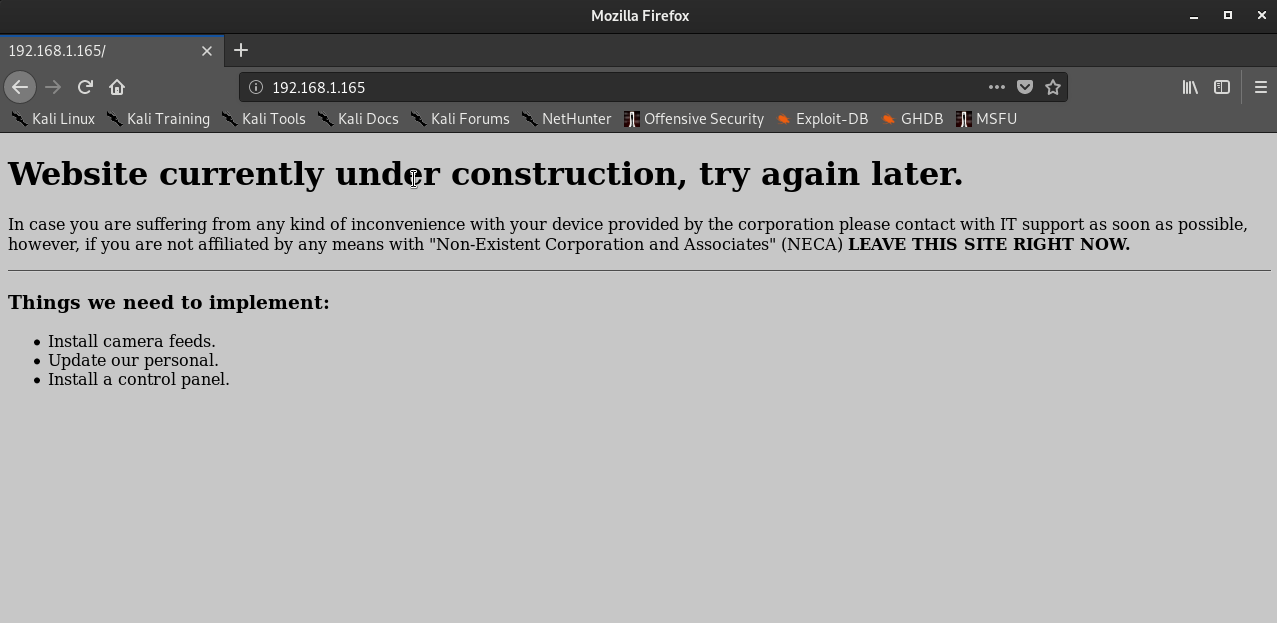 Mozilla Firefox
192.168.1.165/
192.168.1.165
Kali Linux Kali Training Kali Tools Kali Docs Kali Forums NetHunter Offensive Security Exploit-DB GHDB MSFU
Website currently under construction, try again later.
In case you are suffering from any kind of inconvenience with your device provided by the corporation please contact with IT support as soon as possible,
however, if you are not affiliated by any means with "Non-Existent Corporation and Associates" (NECA) LEAVE THIS SITE RIGHT NOW.
Things we need to implement:
• Install camera feeds.
• Update our personal.
• Install a control panel.